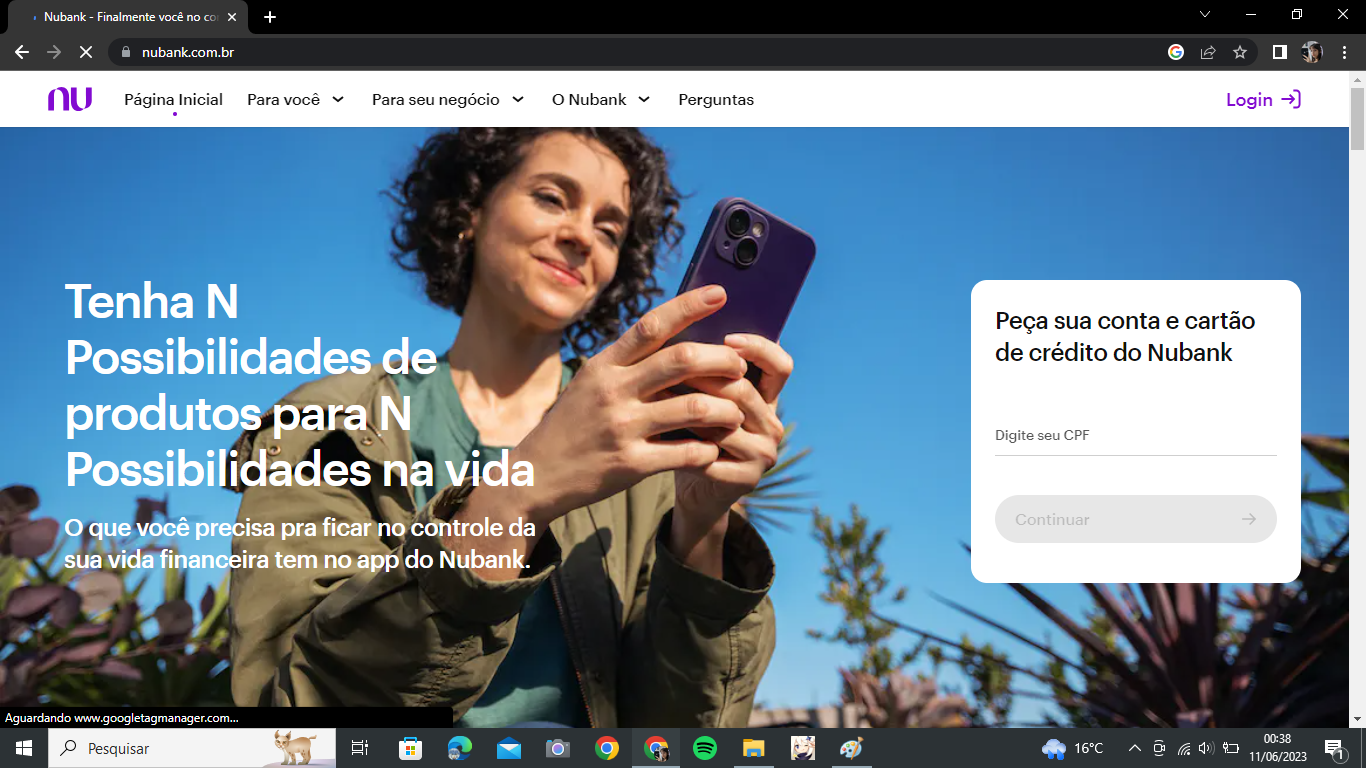 Nubank - Finalmente você no co
nubank.com.br
nu
Página Inicial
Para você
Para seu negócio
O Nubank
Perguntas
Login
Tenha N
Possibilidades de
produtos para N
Possibilidades na vida
O que você precisa pra ficar no controle da
sua vida financeira tem no app do Nubank.
Peça sua conta e cartão
de crédito do Nubank
Digite seu CPF
Continuar
Aguardando www.googletagmanager.com...
Pesquisar
16°C
00:38
11/06/2023
1